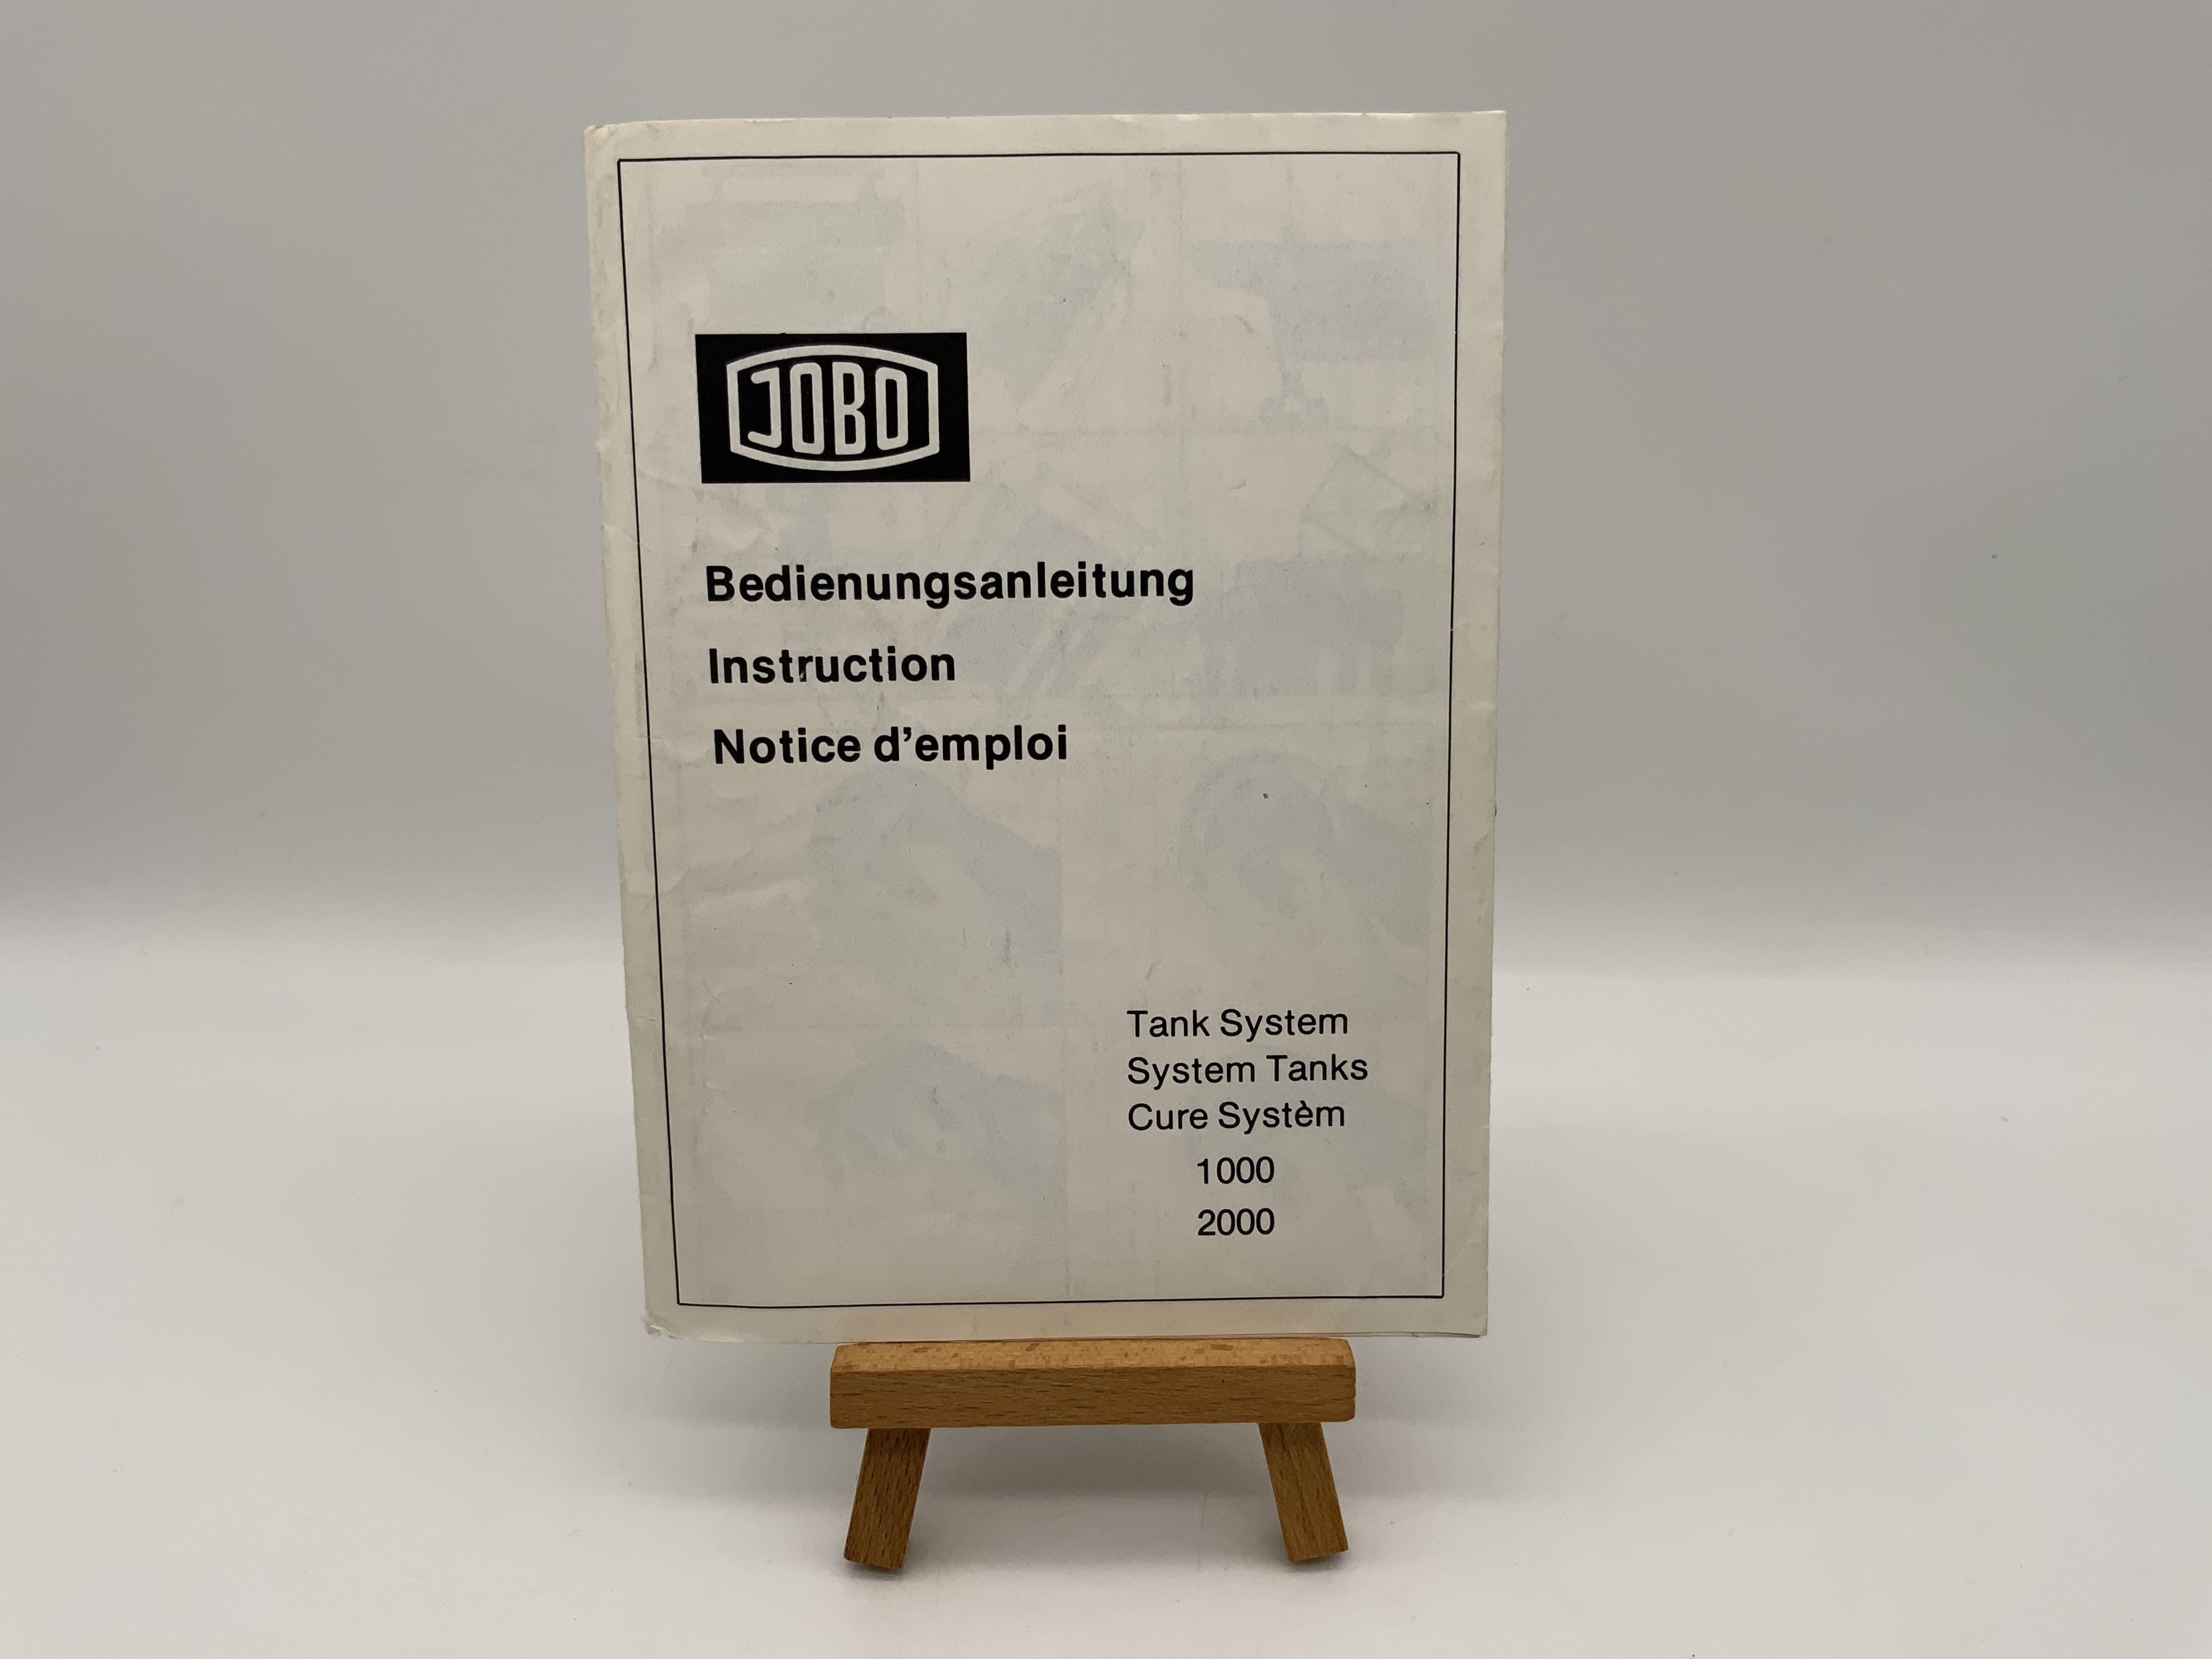 JOBO
Bedienungsanleitung
Instruction
Notice d’emploi
Tank System
System Tanks
Cure Systèm
1000
2000